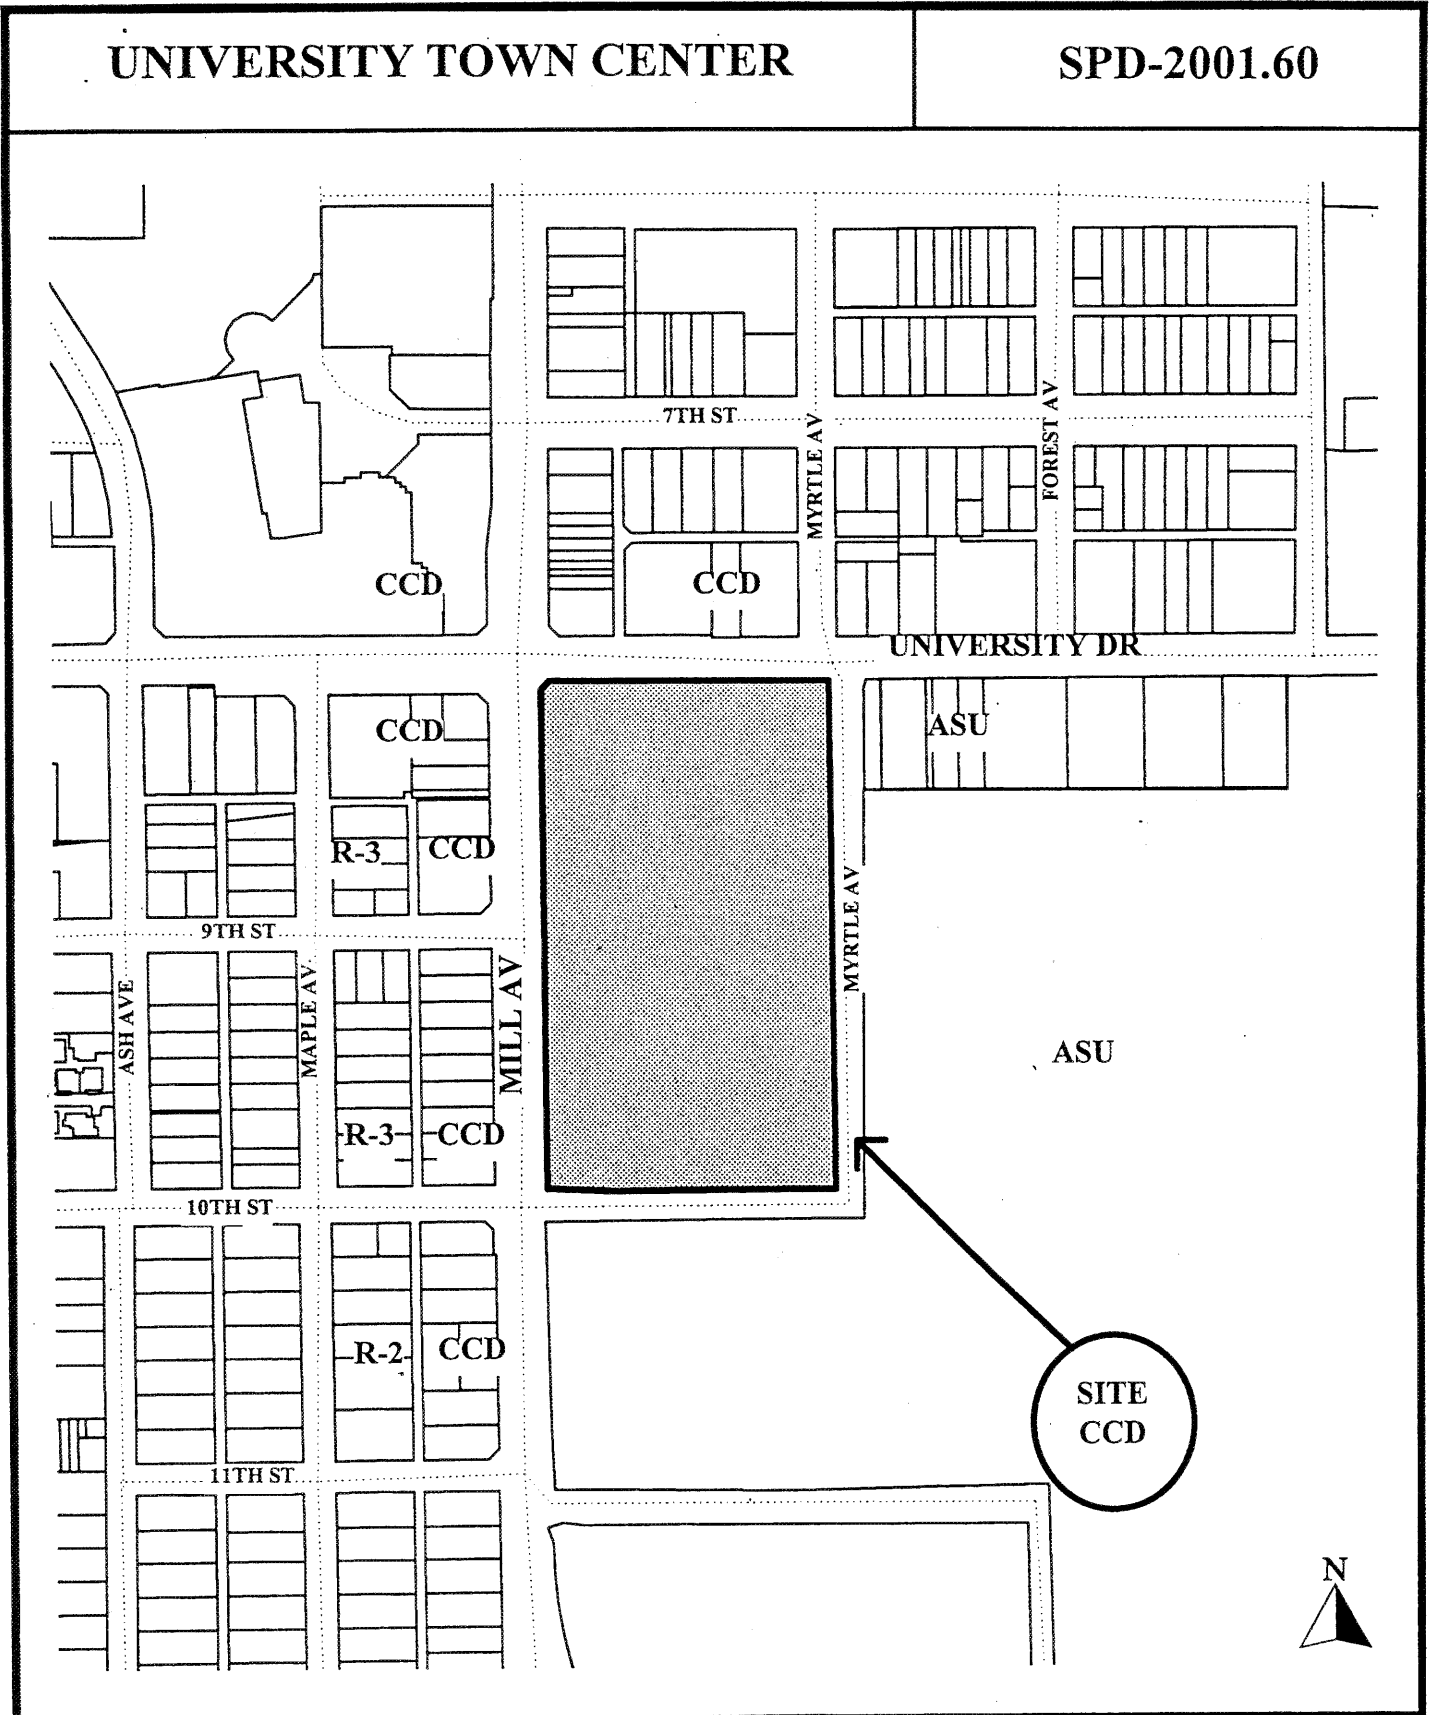 UNIVERSITY TOWN CENTER
SPD-2001.60
7TH ST
MYRTLE AV
FOREST AV
CCD
CCD
UNIVERSITY DR
CCD
ASU
R-3
CCD
MYRTLE AV
9TH ST
ASH AVE
MAPLE AV
MILL AV
ASU
R-3
CCD
10TH ST
R-2
CCD
SITE
CCD
11TH ST
N